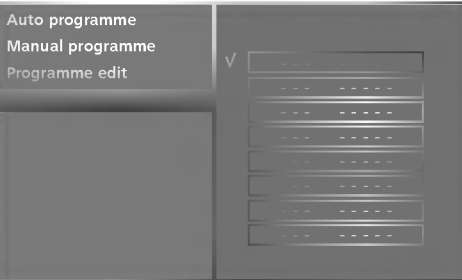 Auto programme
Manual programme
Programme edit
√ --- -----
--- -----
--- -----
--- -----
--- -----
--- -----
--- -----
--- -----